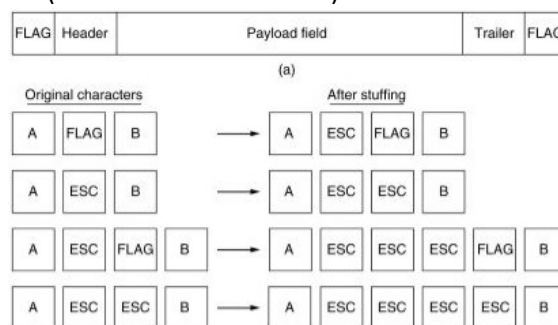 FLAG Header Payload field Trailer FLAG
(a)
Original characters After stuffing
A FLAG B A ESC FLAG B
A ESC B A ESC ESC B
A ESC FLAG B A ESC ESC ESC FLAG B
A ESC ESC B A ESC ESC ESC ESC B